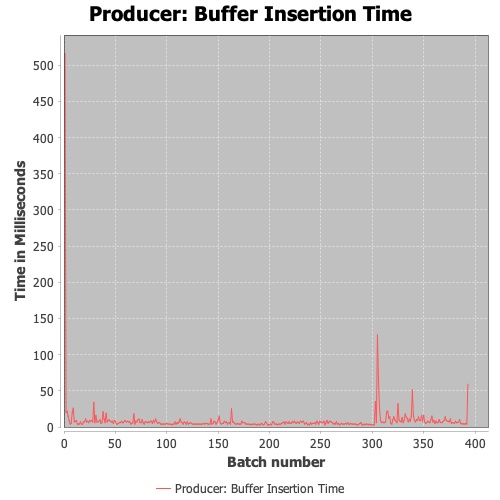 Producer: Buffer Insertion Time
Time in Milliseconds
500
450
400
350
300
250
200
150
100
50
0
0 50 100 150 200 250 300 350 400
Batch number
Producer: Buffer Insertion Time